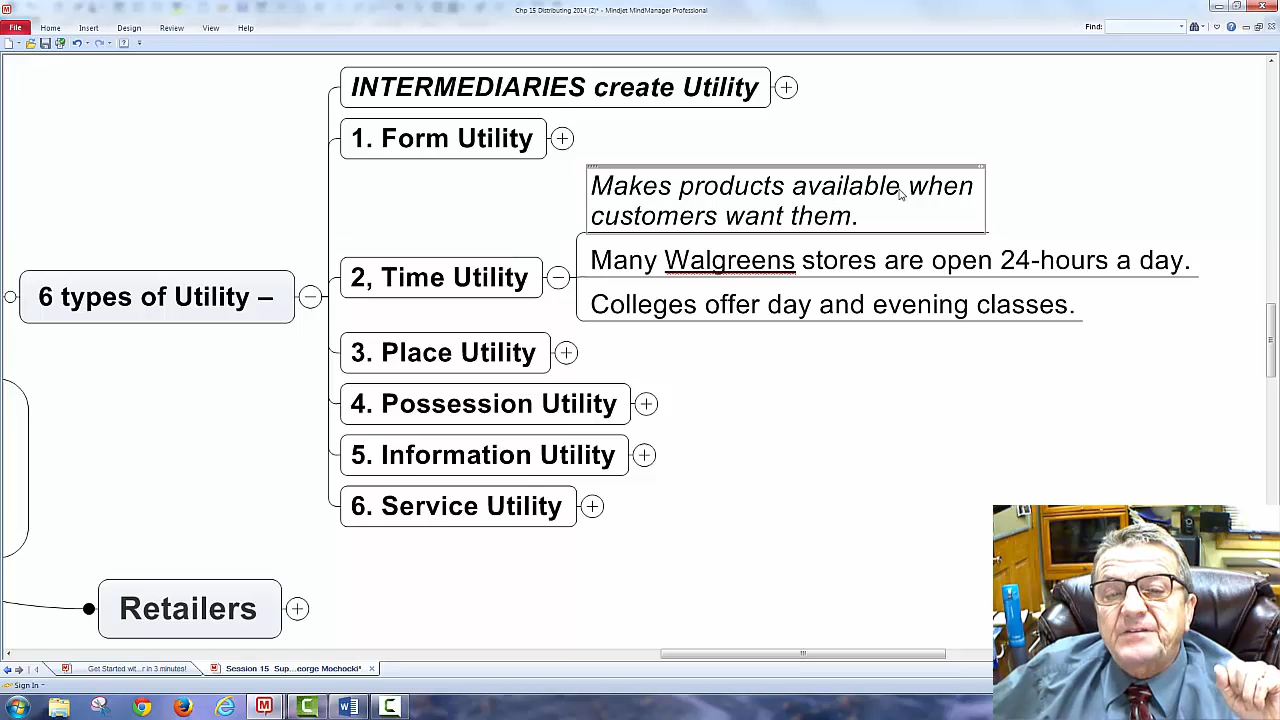 Chp 15 Distributing 2014 (2)* - Mindjet MindManager Professional
File Home Insert Design Review View Help Find:
INTERMEDIARIES create Utility
1. Form Utility
Makes products available when
customers want them.
Many Walgreens stores are open 24-hours a day.
2, Time Utility
6 types of Utility –
Colleges offer day and evening classes.
3. Place Utility
4. Possession Utility
5. Information Utility
6. Service Utility
Retailers
Get Started wit...r in 3 minutes! Session 15 Sup...eorge Mochocki*
Sign In